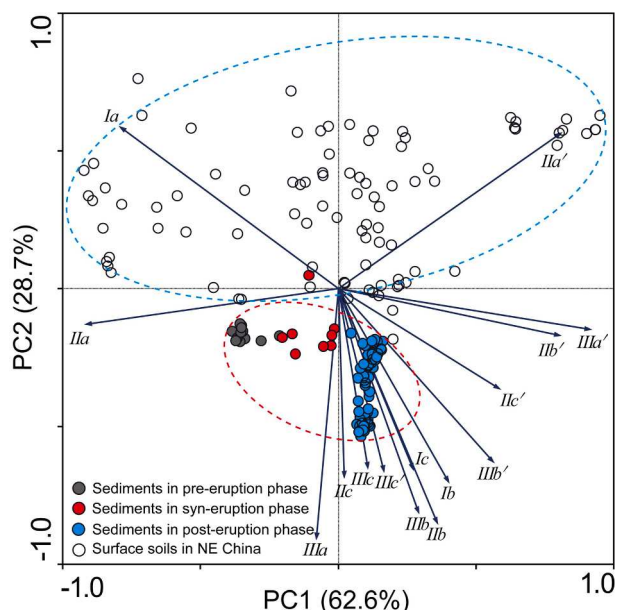 1.0
Ia
IIa′
PC2 (28.7%)
IIa
IIb′
IIIa′
IIc′
Ic
IIIb′
IIIc
IIIc′
IIc
Ib
IIIb
IIb
IIIa
Sediments in pre-eruption phase
Sediments in syn-eruption phase
Sediments in post-eruption phase
Surface soils in NE China
-1.0
-1.0
PC1 (62.6%)
1.0